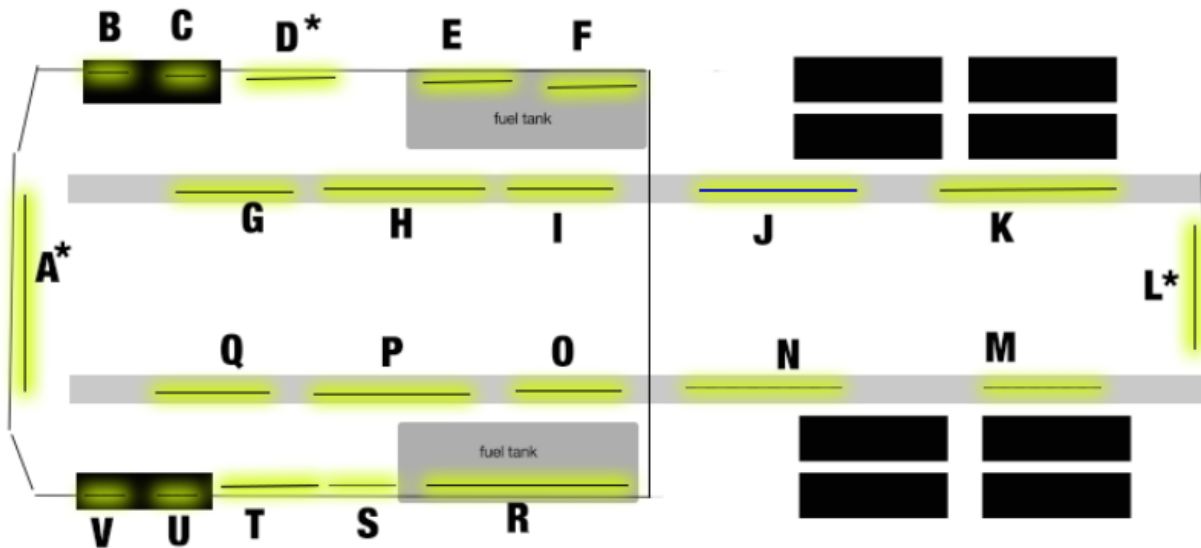 B C D* E F
fuel tank
G H I J K
A* L*
Q P O N M
fuel tank
V U T S R